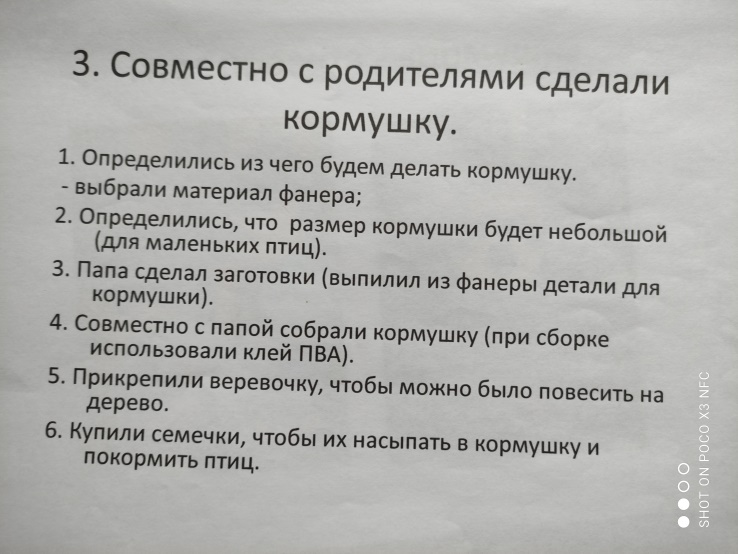 3. Совместно с родителями сделали
кормушку.
1. Определились из чего будем делать кормушку.
- выбрали материал фанера;
2. Определились, что размер кормушки будет небольшой
(для маленьких птиц).
3. Папа сделал заготовки (выпилил из фанеры детали для
кормушки).
4. Совместно с папой собрали кормушку (при сборке
использовали клей ПВА).
5. Прикрепили веревочку, чтобы можно было повесить на
дерево.
6. Купили семечки, чтобы их насыпать в кормушку и
покормить птиц.
SHOT ON POCO X3 NFC